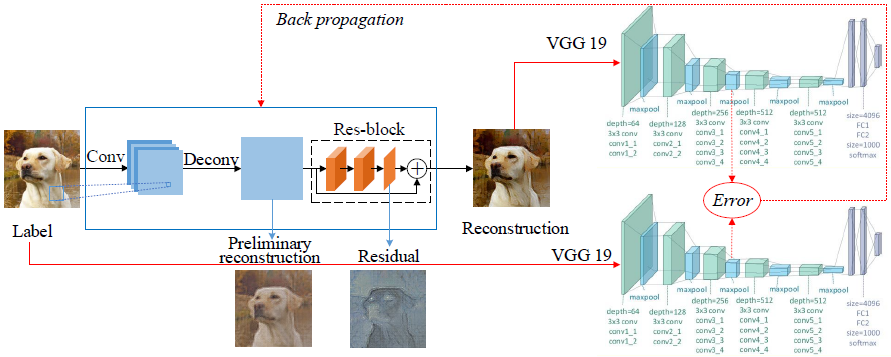 Back propagation
VGG 19
maxpool
maxpool
maxpool
maxpool
maxpool
depth=64
3x3 conv
conv1_1
conv1_2
depth=128
3x3 conv
conv2_1
conv2_2
depth=256
3x3 conv
conv3_1
conv3_2
conv3_3
conv3_4
depth=512
3x3 conv
conv4_1
conv4_2
conv4_3
conv4_4
depth=512
3x3 conv
conv5_1
conv5_2
conv5_3
conv5_4
size=4096
FC1
FC2
size=1000
softmax
Res-block
Conv
Deconv
Label
Reconstruction
Error
Preliminary
reconstruction
Residual
VGG 19
maxpool
maxpool
maxpool
maxpool
maxpool
depth=64
3x3 conv
conv1_1
conv1_2
depth=128
3x3 conv
conv2_1
conv2_2
depth=256
3x3 conv
conv3_1
conv3_2
conv3_3
conv3_4
depth=512
3x3 conv
conv4_1
conv4_2
conv4_3
conv4_4
depth=512
3x3 conv
conv5_1
conv5_2
conv5_3
conv5_4
size=4096
FC1
FC2
size=1000
softmax